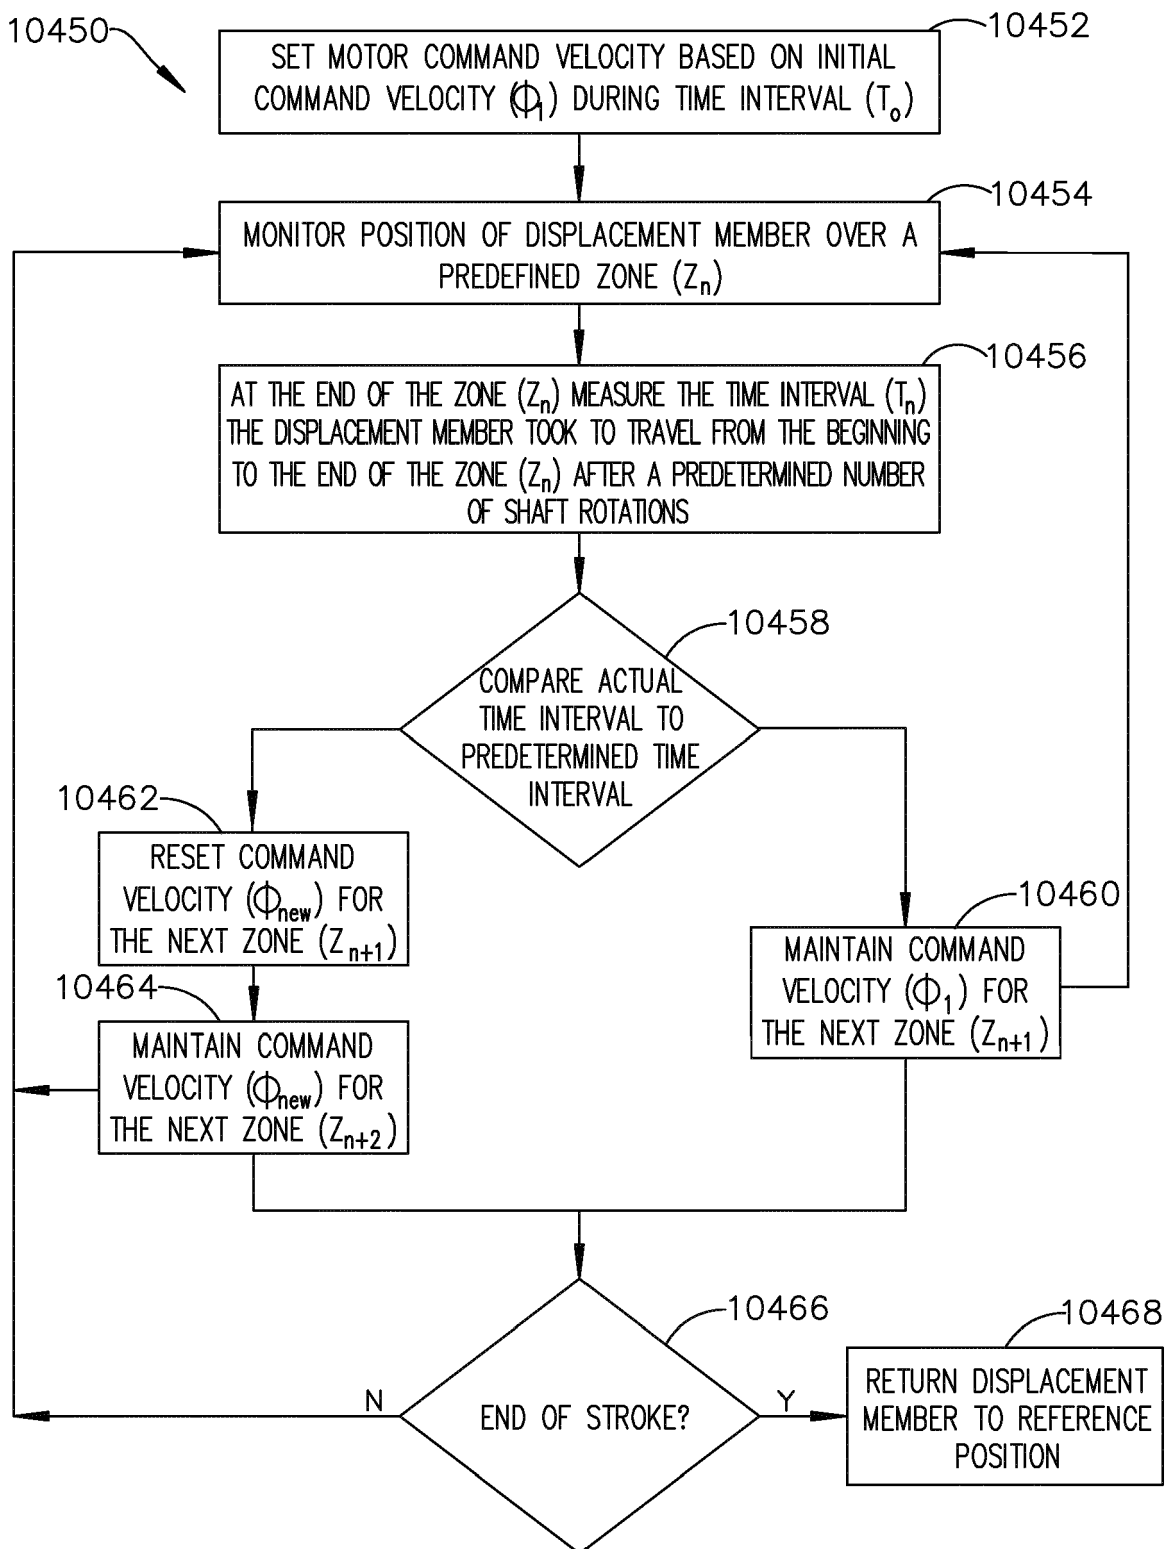 10450
10452
SET MOTOR COMMAND VELOCITY BASED ON INITIAL
COMMAND VELOCITY (Φ₁) DURING TIME INTERVAL (Tₒ)
10454
MONITOR POSITION OF DISPLACEMENT MEMBER OVER A
PREDEFINED ZONE (Zₙ)
10456
AT THE END OF THE ZONE (Zₙ) MEASURE THE TIME INTERVAL (Tₙ)
THE DISPLACEMENT MEMBER TOOK TO TRAVEL FROM THE BEGINNING
TO THE END OF THE ZONE (Zₙ) AFTER A PREDETERMINED NUMBER
OF SHAFT ROTATIONS
10458
COMPARE ACTUAL
TIME INTERVAL TO
PREDETERMINED TIME
INTERVAL
10462
RESET COMMAND
VELOCITY (Φnew) FOR
THE NEXT ZONE (Zn+1)
10460
MAINTAIN COMMAND
VELOCITY (Φ₁) FOR
THE NEXT ZONE (Zn+1)
10464
MAINTAIN COMMAND
VELOCITY (Φnew) FOR
THE NEXT ZONE (Zn+2)
10466
END OF STROKE?
N
Y
10468
RETURN DISPLACEMENT
MEMBER TO REFERENCE
POSITION